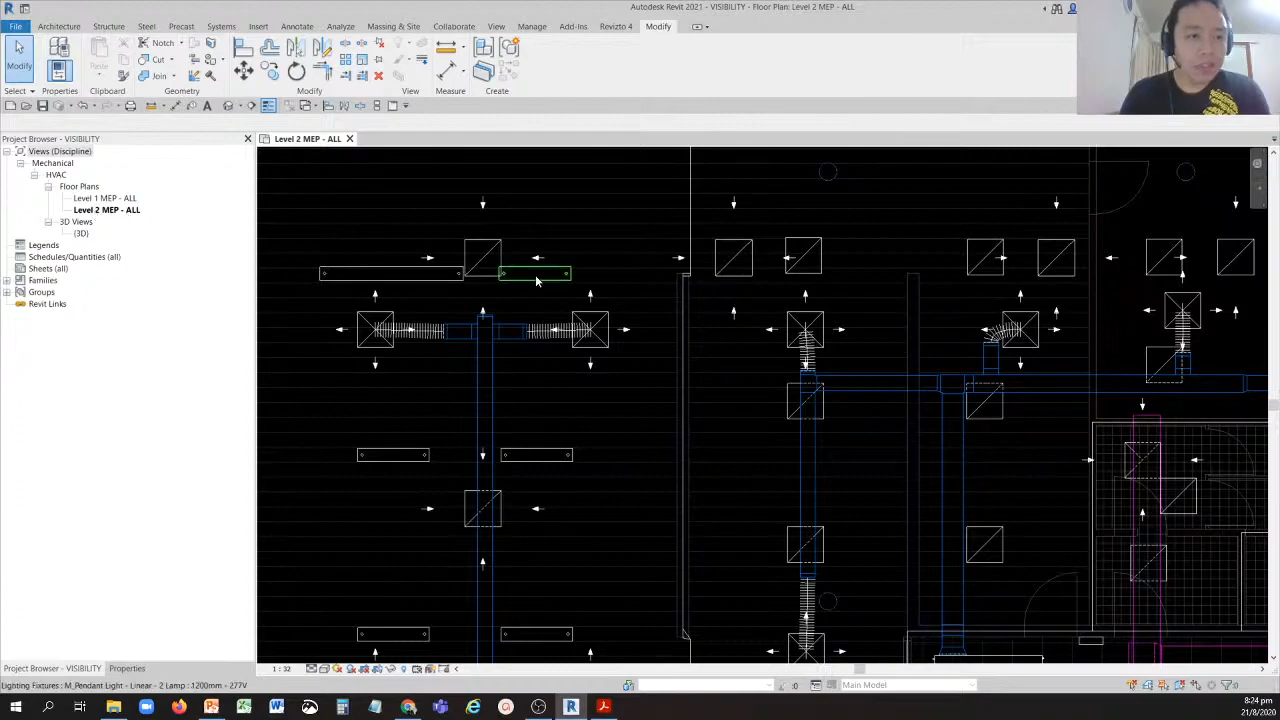 Autodesk Revit 2021 - VISIBILITY - Floor Plan: Level 2 MEP - ALL
File Architecture Structure Steel Precast Systems Insert Annotate Analyze Massing & Site Collaborate View Manage Add-Ins Revizto 4 Modify
Notch
Cut
Modify
Paste
Join
Select Properties Clipboard Geometry Modify Measure Create
Project Browser - VISIBILITY
Level 2 MEP - ALL
Views (Discipline)
Mechanical
HVAC
Floor Plans
Level 1 MEP - ALL
Level 2 MEP - ALL
3D Views
{3D}
Legends
Schedules/Quantities (all)
Sheets (all)
Families
Groups
Revit Links
Project Browser - VISIBILITY Properties
1 : 32
Lighting Fixtures : M_Pendant Light - Linear - 2 Lamp : 1200mm - 277V
:0
Main Model
:0
8:24 pm
21/8/2020